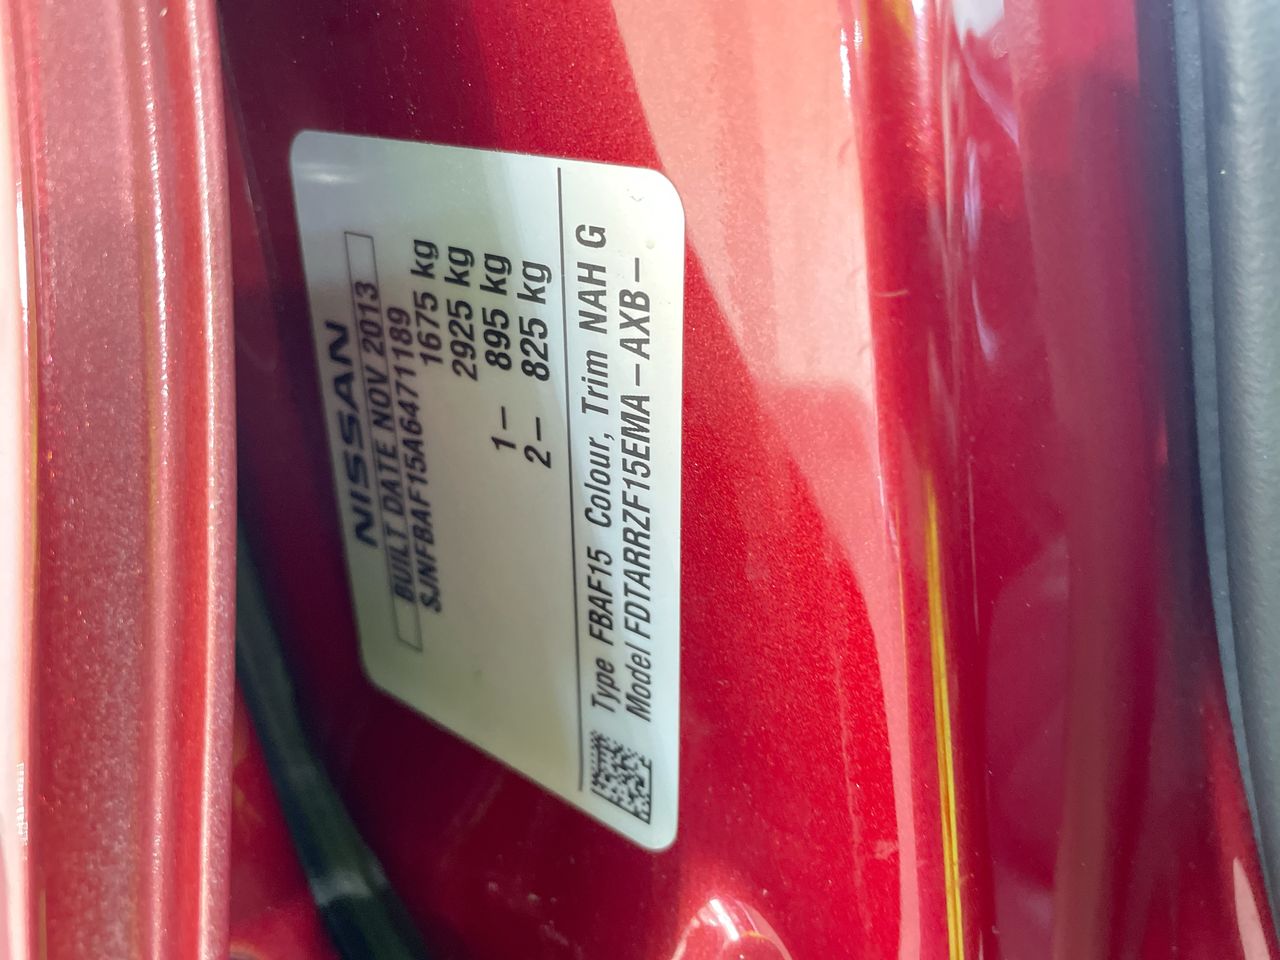 NISSAN
BUILT DATE NOV 2013
SJNFBAF15A6471189
1675 kg
2925 kg
1– 895 kg
2– 825 kg
Type FBAF15 Colour, Trim NAH G
Model FDTARRZF15EMA–AXB–